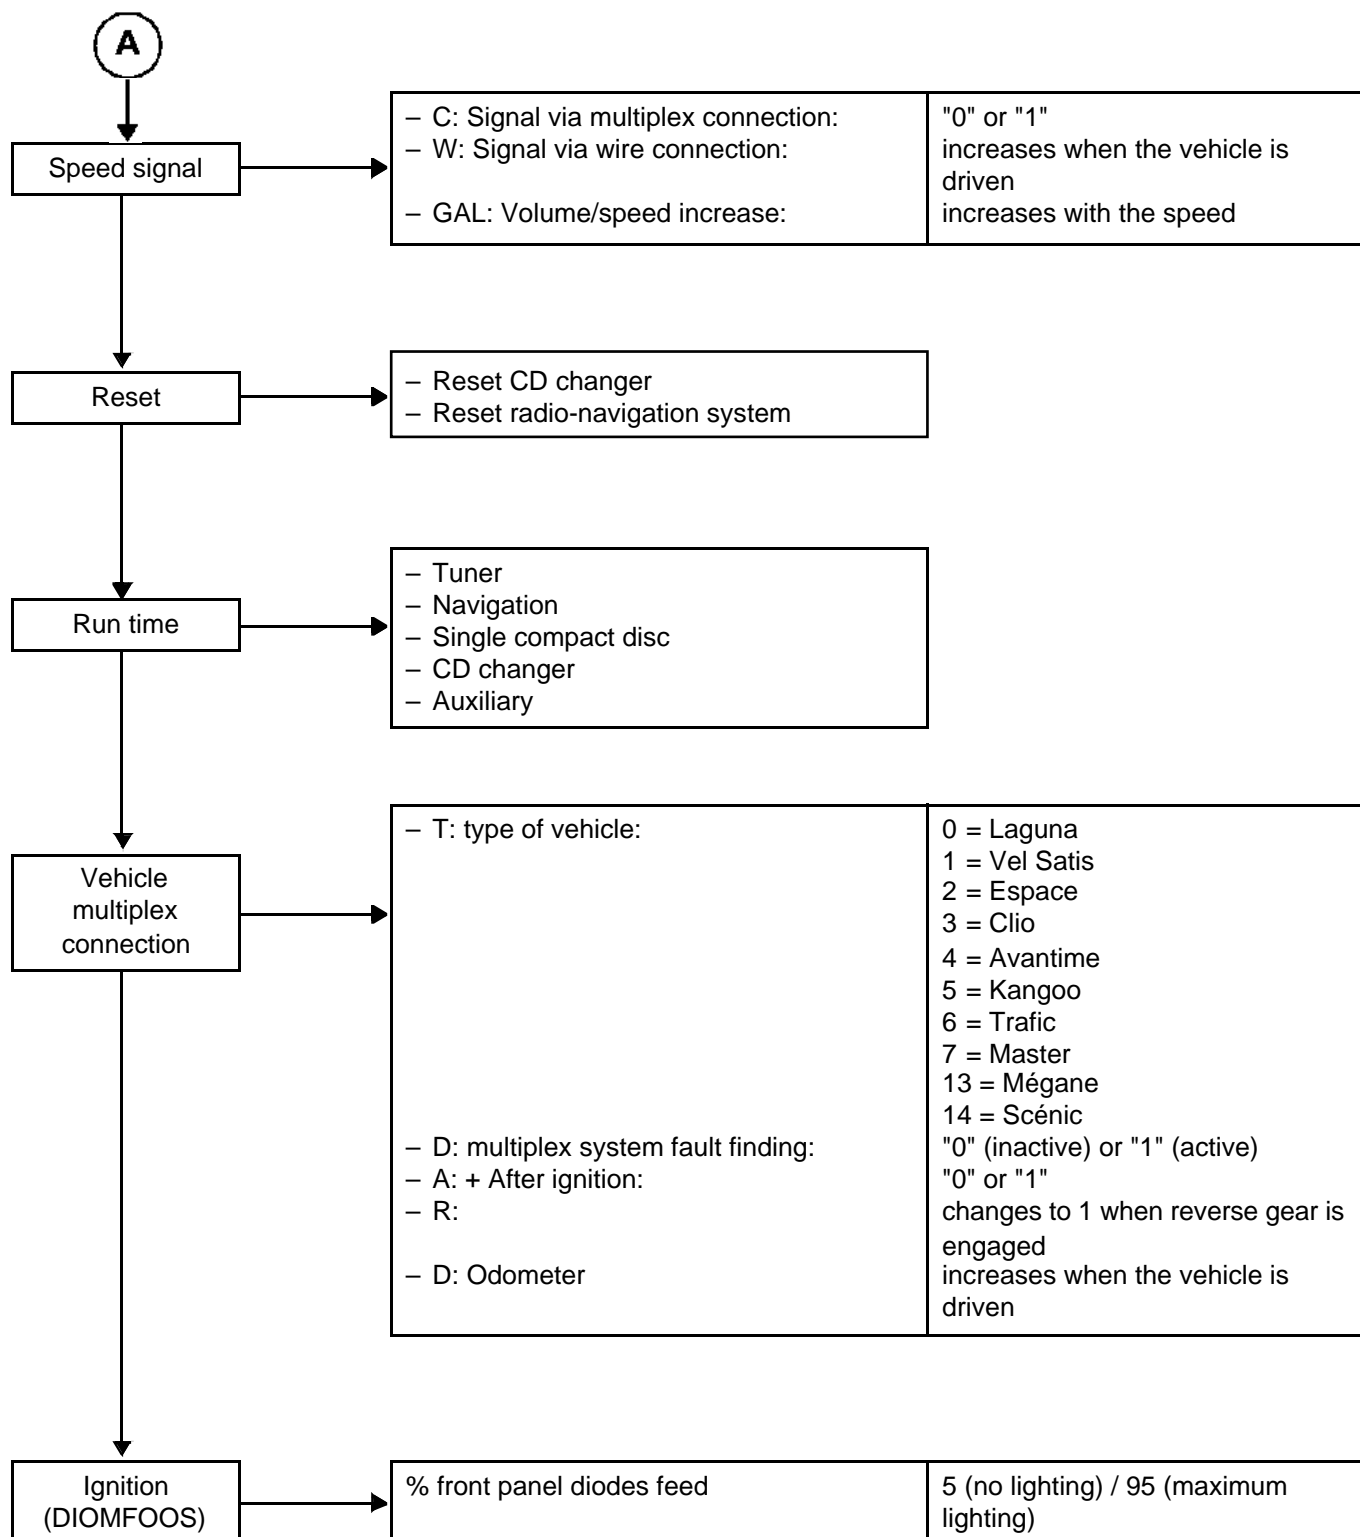 A
Speed signal
– C: Signal via multiplex connection: "0" or "1"
– W: Signal via wire connection: increases when the vehicle is
driven
– GAL: Volume/speed increase: increases with the speed
Reset
– Reset CD changer
– Reset radio-navigation system
Run time
– Tuner
– Navigation
– Single compact disc
– CD changer
– Auxiliary
Vehicle
multiplex
connection
– T: type of vehicle: 0 = Laguna
1 = Vel Satis
2 = Espace
3 = Clio
4 = Avantime
5 = Kangoo
6 = Trafic
7 = Master
13 = Mégane
14 = Scénic
– D: multiplex system fault finding: "0" (inactive) or "1" (active)
– A: + After ignition: "0" or "1"
– R: changes to 1 when reverse gear is
engaged
– D: Odometer increases when the vehicle is
driven
Ignition
(DIOMFOOS)
% front panel diodes feed 5 (no lighting) / 95 (maximum
lighting)